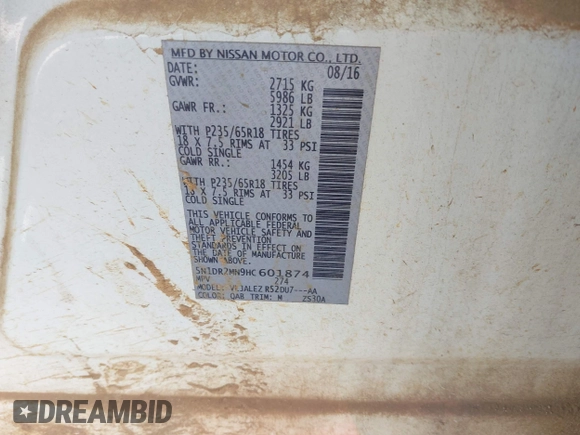 MFD BY NISSAN MOTOR CO., LTD.
DATE: 08/16
GVWR: 2715 KG
5986 LB
GAWR FR.: 1325 KG
2921 LB
WITH P235/65R18 TIRES
18 X 7.5 RIMS AT 33 PSI
COLD SINGLE
GAWR RR.: 1454 KG
3205 LB
WITH P235/65R18 TIRES
18 X 7.5 RIMS AT 33 PSI
COLD SINGLE
THIS VEHICLE CONFORMS TO
ALL APPLICABLE FEDERAL
MOTOR VEHICLE SAFETY AND
THEFT PREVENTION
STANDARDS IN EFFECT ON
THE DATE OF MANUFACTURE
SHOWN ABOVE.
5N1DR2MN9HC601874
MPV 274
MODEL: R52DU7---AA
COLOR: QAB TRIM: M 2S30A
DREAMBID